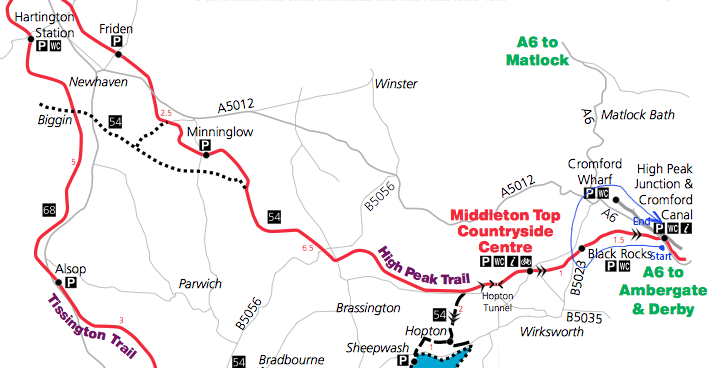 Hartington
Station
P WC
Friden
P
A6 to
Matlock
Newhaven
Winster
A5012
2.5
54
Biggin
Minninglow
P
A6
Matlock Bath
5
Cromford
Wharf
P WC
High Peak
Junction &
Cromford
Canal
P WC i
A5012
B5056
68
54
Middleton Top
Countryside
Centre
P WC i
A6
End
6.5
High Peak Trail
1.5
Black Rocks
P WC
Start
Alsop
P
Parwich
1
B5023
A6 to
Ambergate
& Derby
Hopton
Tunnel
Tissington Trail
B5056
Brassington
54
2
3
Hopton
B5035
Wirksworth
Sheepwash
P
1
54
Bradbourne